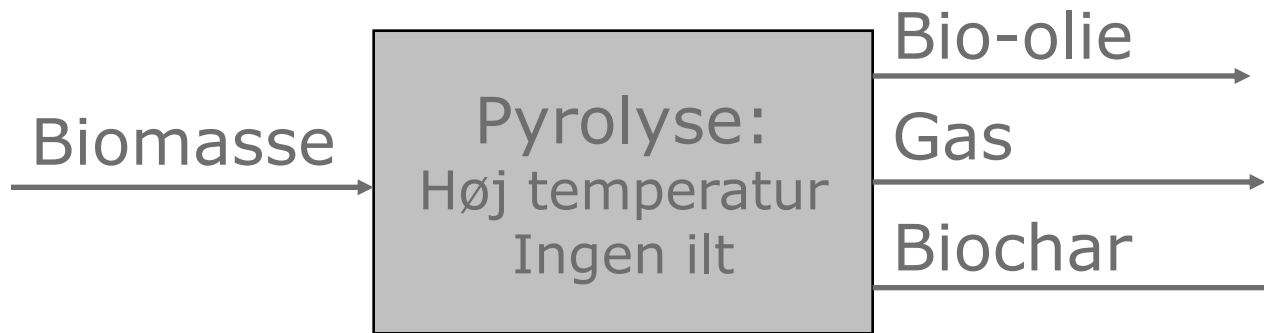 Biomasse
Pyrolyse:
Høj temperatur
Ingen ilt
Bio-olie
Gas
Biochar